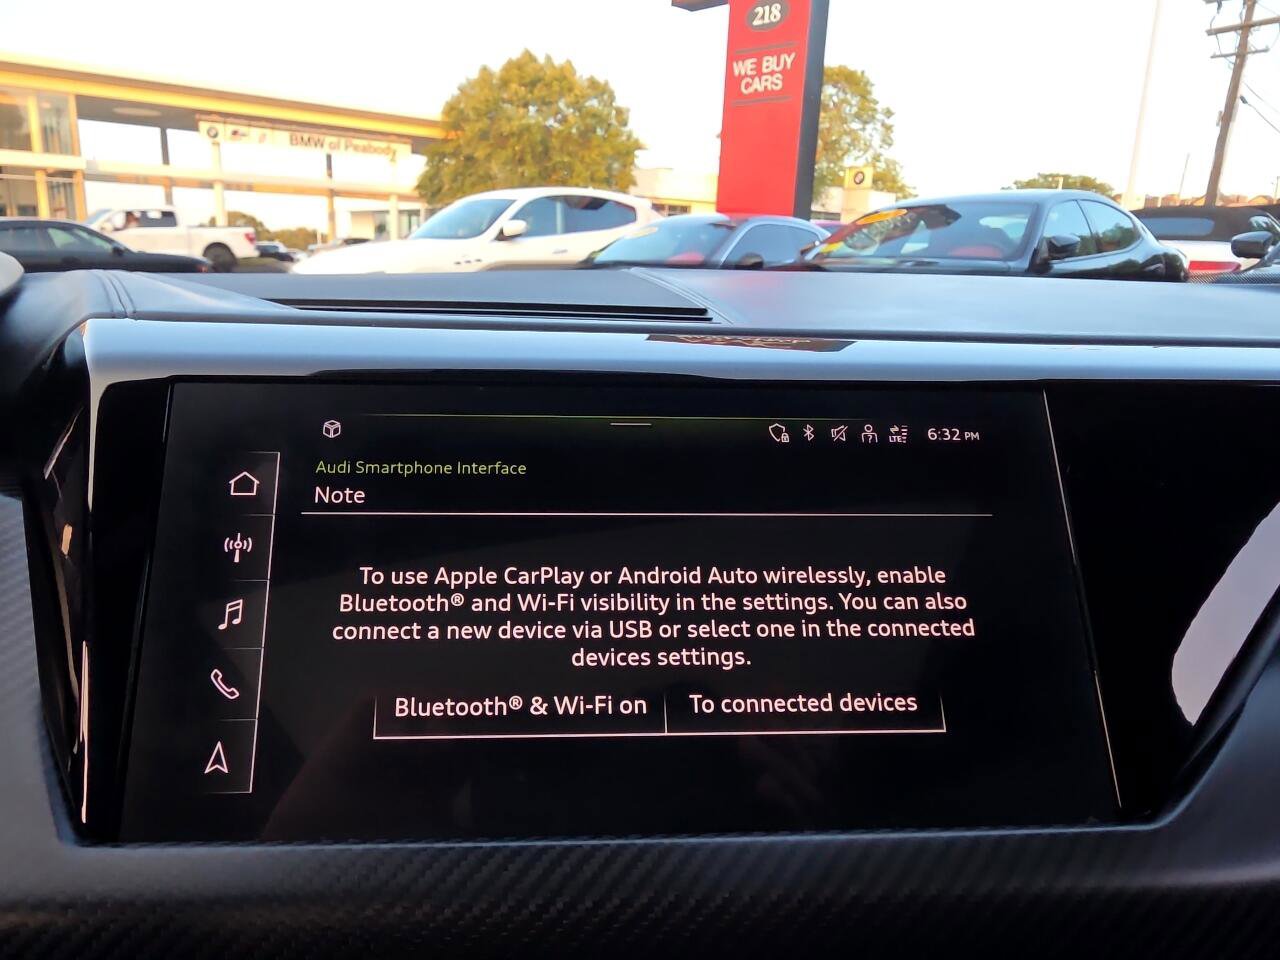 218
WE BUY
CARS
BMW of Peabody
LTE
6:32 PM
Audi Smartphone Interface
Note
To use Apple CarPlay or Android Auto wirelessly, enable
Bluetooth® and Wi-Fi visibility in the settings. You can also
connect a new device via USB or select one in the connected
devices settings.
Bluetooth® & Wi-Fi on
To connected devices